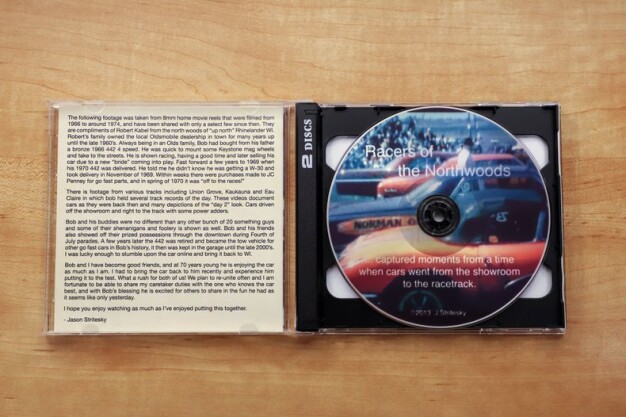 The following footage was taken from 8mm home movie reels that were filmed from
1966 to around 1974, and have been shared with only a select few since then. They
are compliments of Robert Kabel from the north woods of "up north" Rhinelander WI.
Robert's family owned the local Oldsmobile dealership in town for many years up
until the late 1960's. Always being in an Olds family, Bob had bought from his father
a bronze 1966 442 4 speed. He was quick to mount some Keystone mag wheels
and take to the streets. He is shown racing, having a good time and later selling his
car due to a new "bride" coming into play. Fast forward a few years to 1969 when
his 1970 442 was delivered. He told me he didn't know he was getting a W-30 and
took delivery in November of 1969. Within weeks there were purchases made to JC
Penney for go fast parts, and in spring of 1970 it was "off to the races!"
There is footage from various tracks including Union Grove, Kaukauna and Eau
Claire in which bob held several track records of the day. These videos document
cars as they were back then and many depictions of the "day 2" look. Cars driven
off the showroom and right to the track with some power adders.
Bob and his buddies were no different than any other bunch of 20 something guys
and some of their shenanigans and foolery is shown as well. Bob and his friends
also showed off their prized possessions through the downtown during Fourth of
July parades. A few years later the 442 was retired and became the tow vehicle for
other go fast cars in Bob's history, it then was kept in the garage until the late 2000's.
I was lucky enough to stumble upon the car online and bring it back to WI.
Bob and I have become good friends, and at 70 years young he is enjoying the car
as much as I am. I had to bring the car back to him recently and experience him
putting it to the test. What a rush for both of us! We plan to re-unite often and I am
fortunate to be able to share my caretaker duties with the one who knows the car
best, and with Bob's blessing he is excited for others to share in the fun he had as
it seems like only yesterday.
I hope you enjoy watching as much as I've enjoyed putting this together.
- Jason Stritesky
2 DISCS
Racers of
the Northwoods
NORMAN
captured moments from a time
when cars went from the showroom
to the racetrack.
©2013 J Stritesky